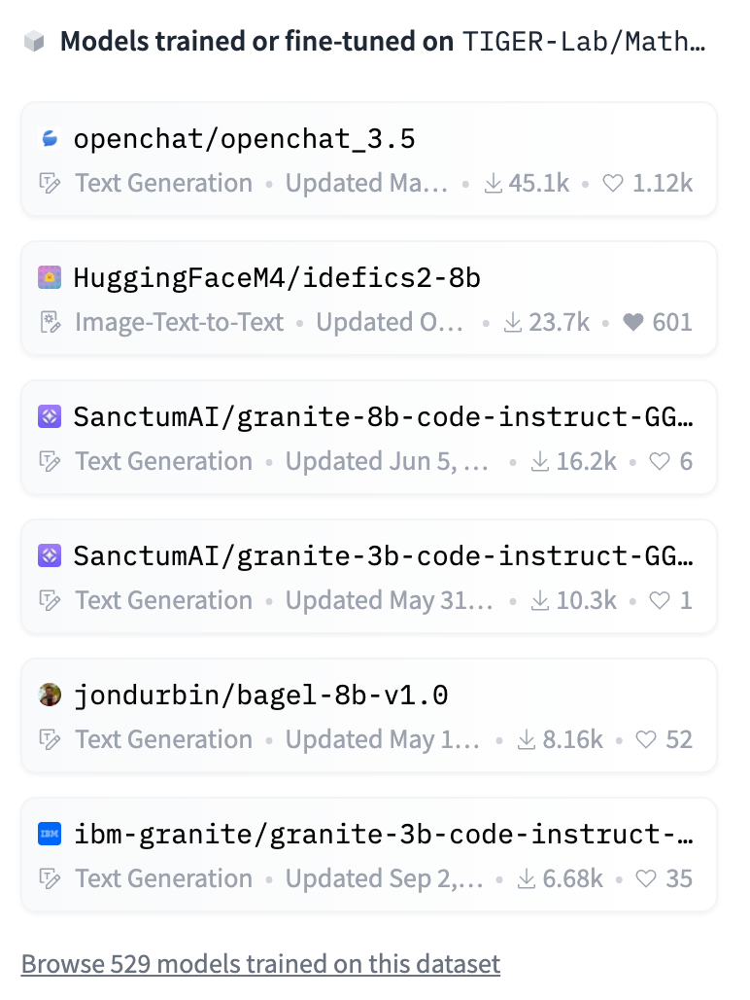 Models trained or fine-tuned on TIGER-Lab/Math…
openchat/openchat_3.5
Text Generation • Updated Ma… • 45.1k • 1.12k
HuggingFaceM4/idefics2-8b
Image-Text-to-Text • Updated O… • 23.7k • 601
SanctumAI/granite-8b-code-instruct-GG…
Text Generation • Updated Jun 5, … • 16.2k • 6
SanctumAI/granite-3b-code-instruct-GG…
Text Generation • Updated May 31… • 10.3k • 1
jondurbin/bagel-8b-v1.0
Text Generation • Updated May 1… • 8.16k • 52
IBM ibm-granite/granite-3b-code-instruct-…
Text Generation • Updated Sep 2,… • 6.68k • 35
Browse 529 models trained on this dataset